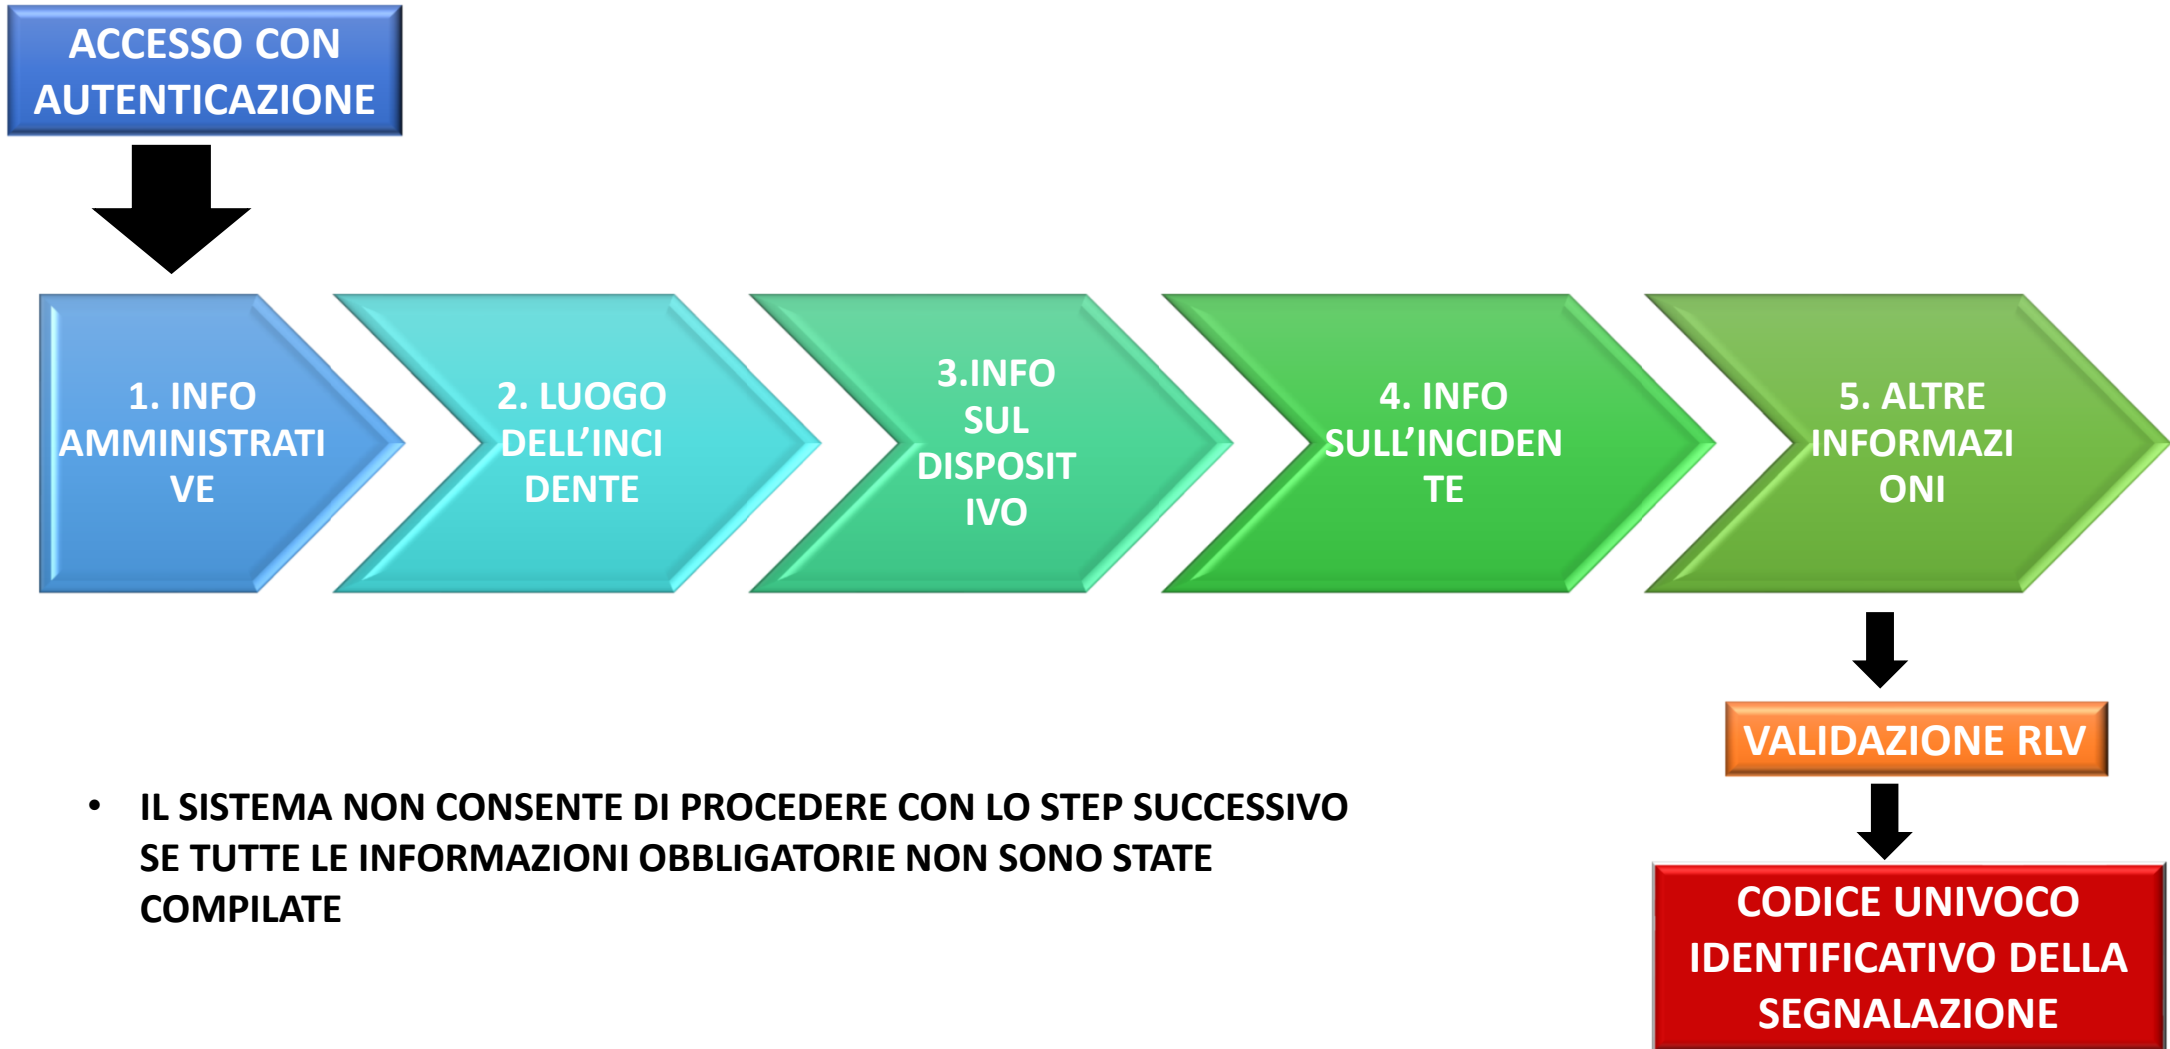 ACCESSO CON
AUTENTICAZIONE
1. INFO
AMMINISTRATI
VE
2. LUOGO
DELL’INCI
DENTE
3.INFO
SUL
DISPOSIT
IVO
4. INFO
SULL’INCIDEN
TE
5. ALTRE
INFORMAZI
ONI
VALIDAZIONE RLV
• IL SISTEMA NON CONSENTE DI PROCEDERE CON LO STEP SUCCESSIVO
SE TUTTE LE INFORMAZIONI OBBLIGATORIE NON SONO STATE
COMPILATE
CODICE UNIVOCO
IDENTIFICATIVO DELLA
SEGNALAZIONE